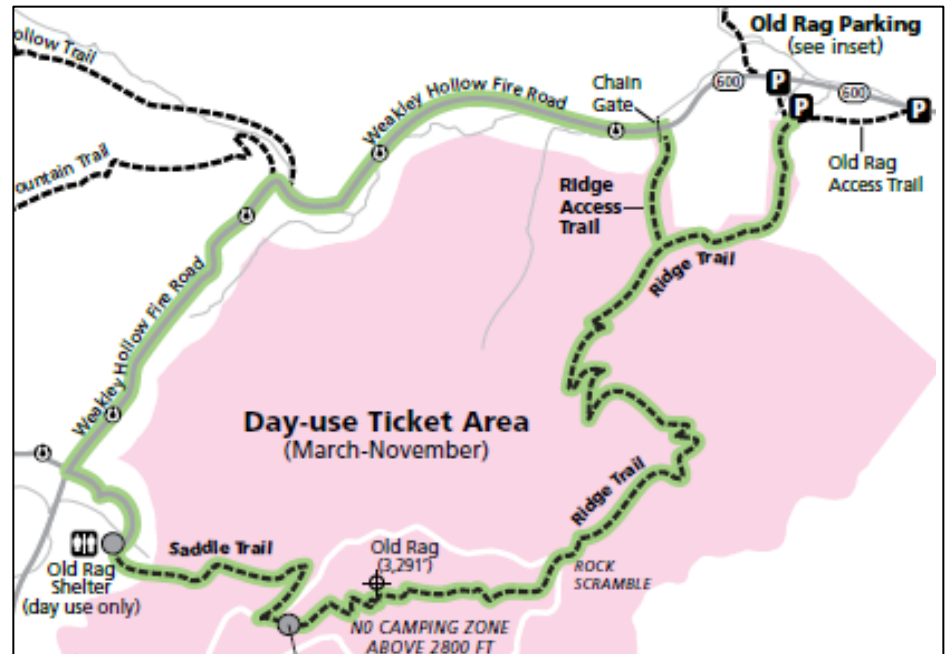 ollow Trail
Old Rag Parking
(see inset)
Chain
Gate
600
P
600
P
P
Weakley Hollow Fire Road
Old Rag
Access Trail
ountain Trail
Ridge
Access
Trail
Ridge Trail
Weakley Hollow Fire Road
Day-use Ticket Area
(March-November)
Ridge Trail
Saddle Trail
Old Rag
(3,291')
ROCK
SCRAMBLE
Old Rag
Shelter
(day use only)
NO CAMPING ZONE
ABOVE 2800 FT